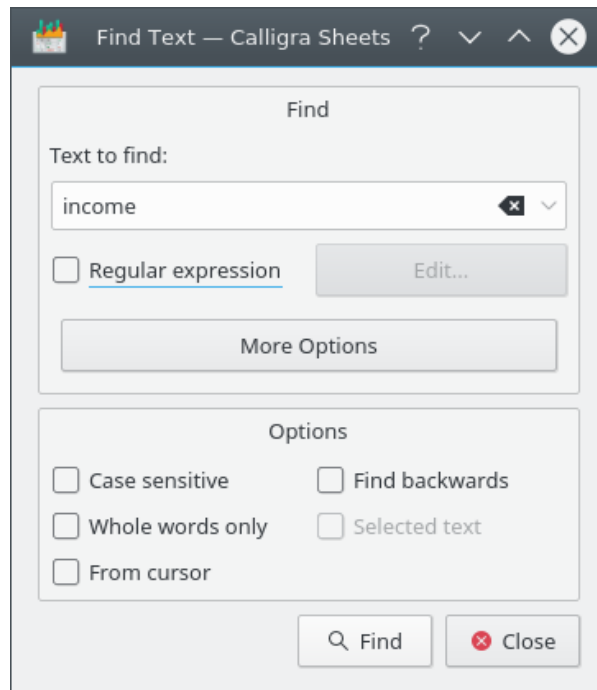 Find Text — Calligra Sheets
Find
Text to find:
income
Regular expression
Edit...
More Options
Options
Case sensitive
Find backwards
Whole words only
Selected text
From cursor
Find
Close